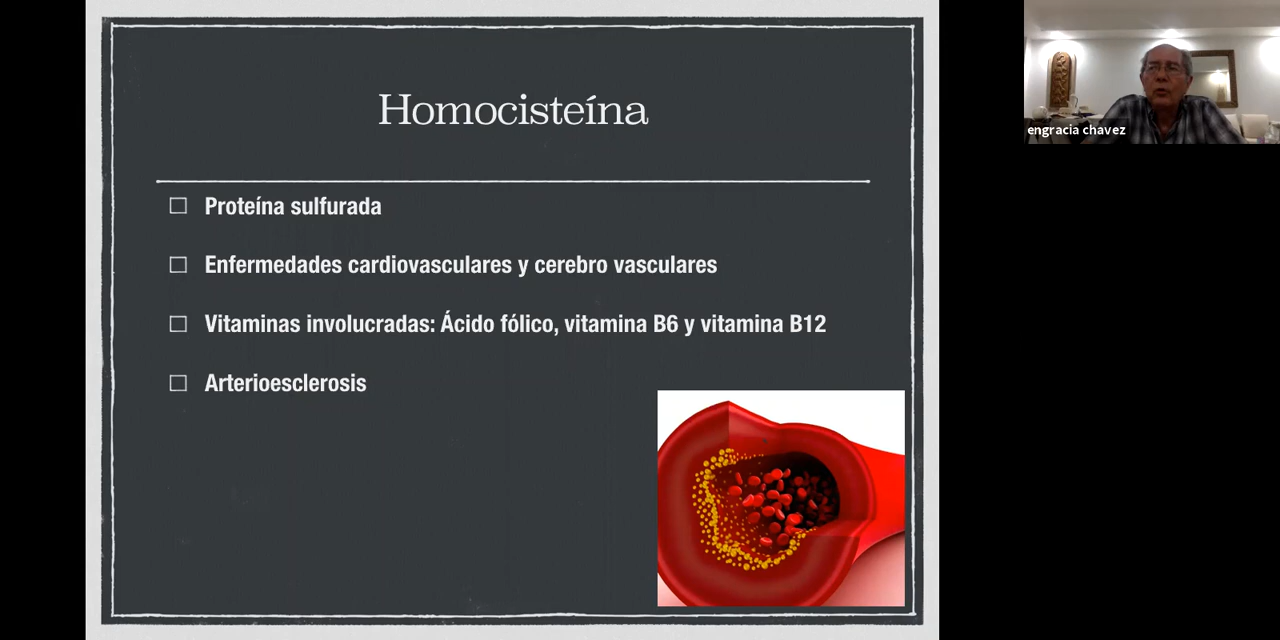 Homocisteína
Proteína sulfurada
Enfermedades cardiovasculares y cerebro vasculares
Vitaminas involucradas: Ácido fólico, vitamina B6 y vitamina B12
Arterioesclerosis
engracia chavez